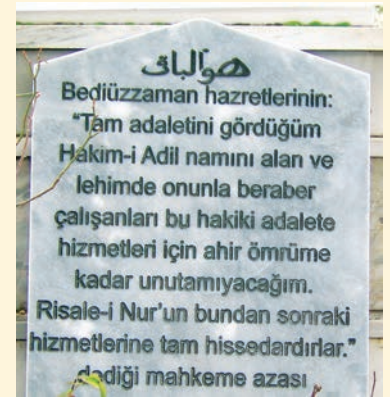 هوالباقى
Bediüzzaman hazretlerinin:
“Tam adaletini gördüğüm
Hakim-i Adil namını alan ve
lehimde onunla beraber
çalışanları bu hakiki adalete
hizmetleri için ahir ömrüme
kadar unutamıyacağım.
Risale-i Nur’un bundan sonraki
hizmetlerine tam hissedardırlar.”
dediği mahkeme azası